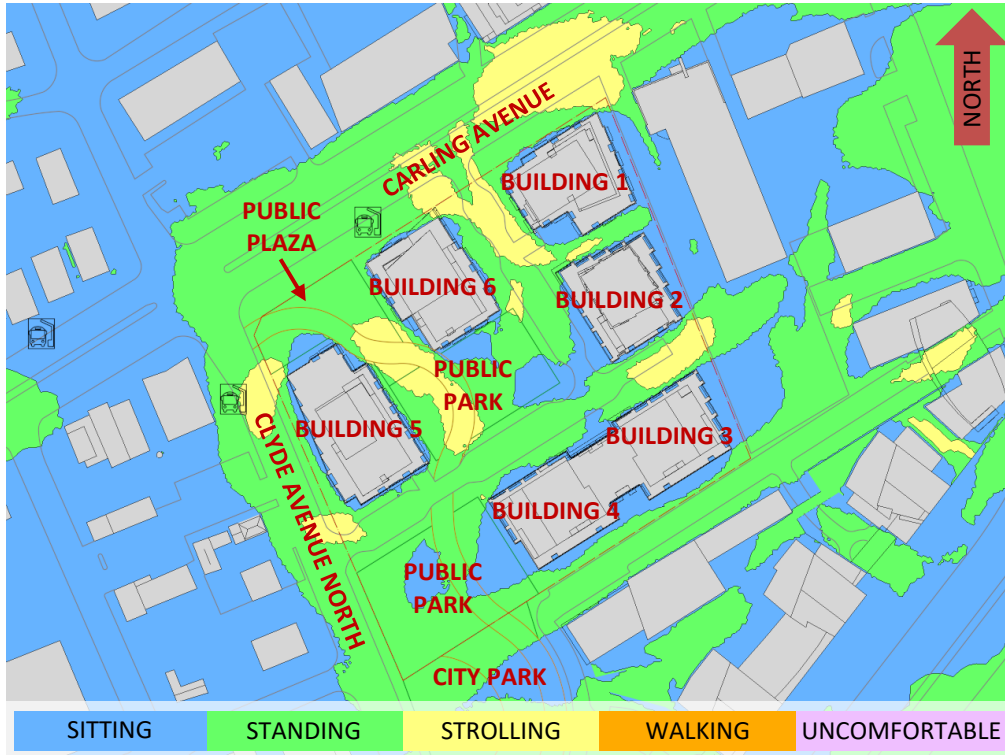 NORTH
CARLING AVENUE
BUILDING 1
PUBLIC
PLAZA
BUILDING 6
BUILDING 2
PUBLIC
PARK
BUILDING 5
BUILDING 3
CLYDE AVENUE NORTH
BUILDING 4
PUBLIC
PARK
CITY PARK
SITTING
STANDING
STROLLING
WALKING
UNCOMFORTABLE